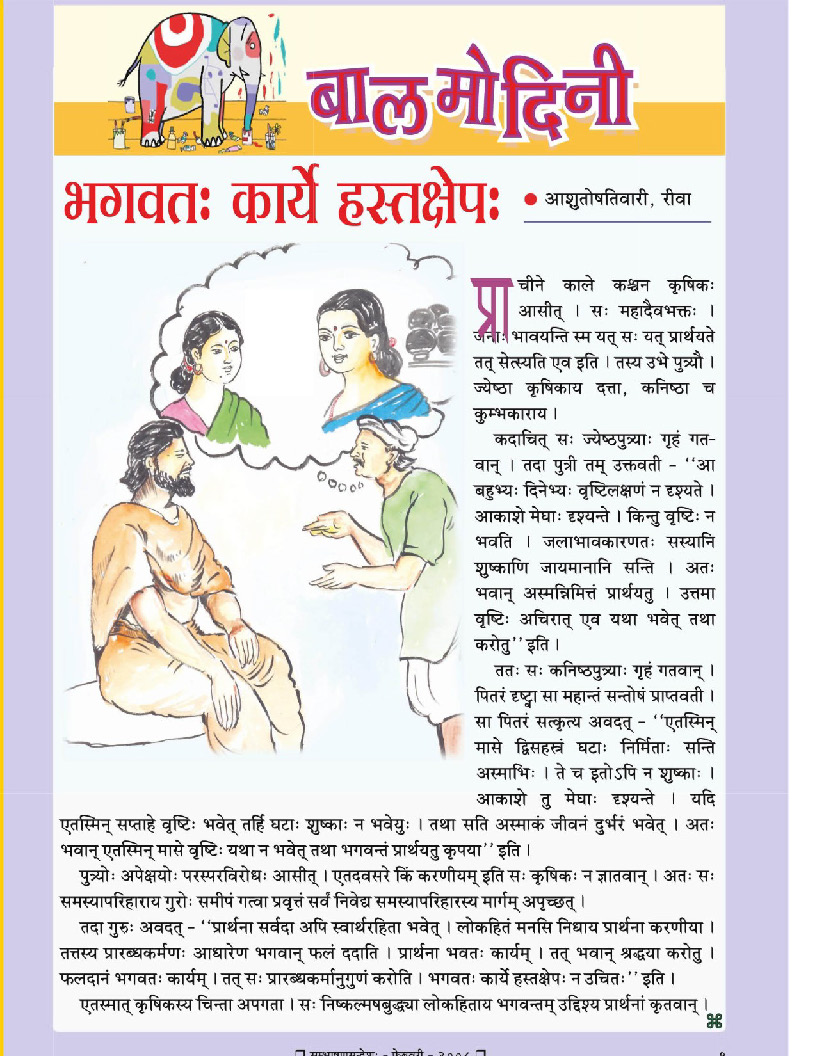 बालमोदिनी
भगवतः कार्ये हस्तक्षेपः
● आशुतोषतिवारी, रीवा
प्राचीने काले कश्चन कृषिकः
आसीत् । सः महादैवभक्तः ।
जनाः भावयन्ति स्म यत् सः यत् प्रार्थयते
तत् सेत्स्यति एव इति । तस्य उभे पुत्र्यौ ।
ज्येष्ठा कृषिकाय दत्ता, कनिष्ठा च
कुम्भकाराय ।
कदाचित् सः ज्येष्ठपुत्र्याः गृहं गत-
वान् । तदा पुत्री तम् उक्तवती - ‘‘आ
बहुभ्यः दिनेभ्यः वृष्टिलक्षणं न दृश्यते ।
आकाशे मेघाः दृश्यन्ते । किन्तु वृष्टिः न
भवति । जलाभावकारणतः सस्यानि
शुष्काणि जायमानानि सन्ति । अतः
भवान् अस्मन्निमित्तं प्रार्थयतु । उत्तमा
वृष्टिः अचिरात् एव यथा भवेत् तथा
करोतु’’ इति ।
ततः सः कनिष्ठपुत्र्याः गृहं गतवान् ।
पितरं दृष्ट्वा सा महान्तं सन्तोषं प्राप्तवती ।
सा पितरं सत्कृत्य अवदत् - ‘‘एतस्मिन्
मासे द्विसहस्रं घटाः निर्मिताः सन्ति
अस्माभिः । ते च इतोऽपि न शुष्काः ।
आकाशे तु मेघाः दृश्यन्ते । यदि
एतस्मिन् सप्ताहे वृष्टिः भवेत् तर्हि घटाः शुष्काः न भवेयुः । तथा सति अस्माकं जीवनं दुर्भरं भवेत् । अतः
भवान् एतस्मिन् मासे वृष्टिः यथा न भवेत् तथा भगवन्तं प्रार्थयतु कृपया’’ इति ।
पुत्र्योः अपेक्षयोः परस्परविरोधः आसीत् । एतदवसरे किं करणीयम् इति सः कृषिकः न ज्ञातवान् । अतः सः
समस्यापरिहाराय गुरोः समीपं गत्वा प्रवृत्तं सर्वं निवेद्य समस्यापरिहारस्य मार्गम् अपृच्छत् ।
तदा गुरुः अवदत् - ‘‘प्रार्थना सर्वदा अपि स्वार्थरहिता भवेत् । लोकहितं मनसि निधाय प्रार्थना करणीया ।
तत्तस्य प्रारब्धकर्मणः आधारेण भगवान् फलं ददाति । प्रार्थना भवतः कार्यम् । तत् भवान् श्रद्धया करोतु ।
फलदानं भगवतः कार्यम् । तत् सः प्रारब्धकर्मानुगुणं करोति । भगवतः कार्ये हस्तक्षेपः न उचितः’’ इति ।
एतस्मात् कृषिकस्य चिन्ता अपगता । सः निष्कल्मषबुद्ध्या लोकहिताय भगवन्तम् उद्दिश्य प्रार्थनां कृतवान् ।